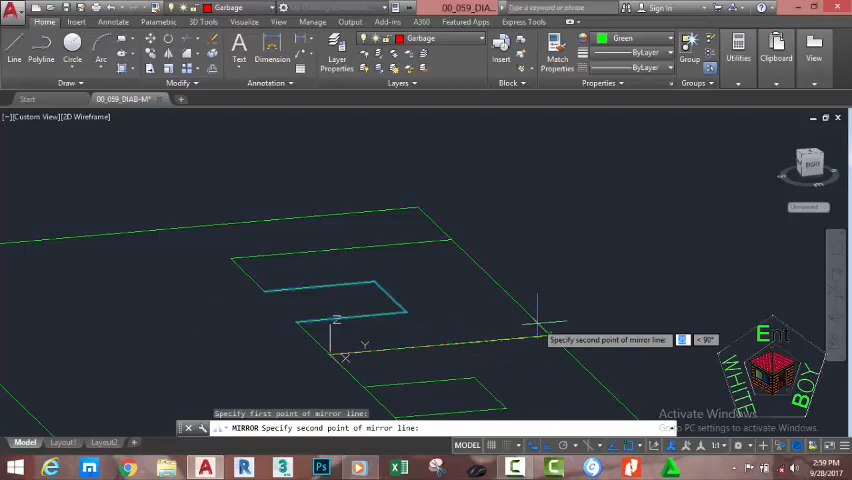 Garbage
00_059_DIAB-M...
Type a keyword or phrase
Sign In
Home Insert Annotate Parametric 3D Tools View Manage Output Add-ins A360 Featured Apps Express Tools
Line Polyline Circle Arc
Text Dimension
Layer Properties
Garbage
Insert
Match Properties
Green
ByLayer
ByLayer
Group
Utilities
Clipboard
View
Draw Modify Annotation Layers Block Properties Groups
Start 00_059_DIAB-M*
[−][Custom View][2D Wireframe]
RIGHT
Unnamed
Z
Y
X
Specify second point of mirror line: < 90°
Ent
WHITE
BOY
Specify first point of mirror line:
MIRROR Specify second point of mirror line:
Activate Windows
Go to PC settings to activate Windows.
Model Layout1 Layout2 +
MODEL
1:1
2:59 PM
9/28/2017